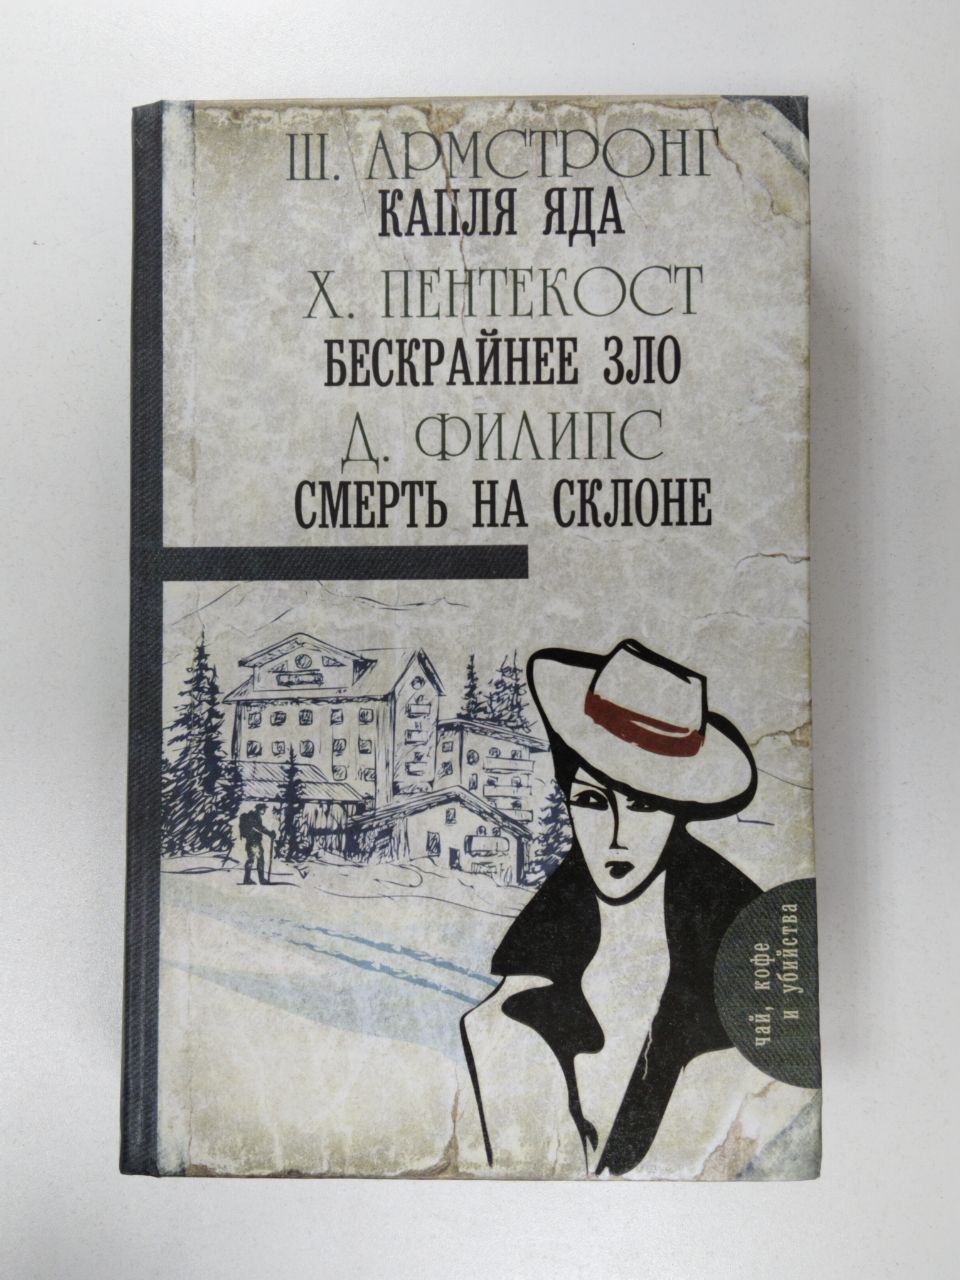 Ш. АРМСТРОНГ
КАПЛЯ ЯДА
Х. ПЕНТЕКОСТ
БЕСКРАЙНЕЕ ЗЛО
Д. ФИЛИПС
СМЕРТЬ НА СКЛОНЕ
чай, кофе
и убийства